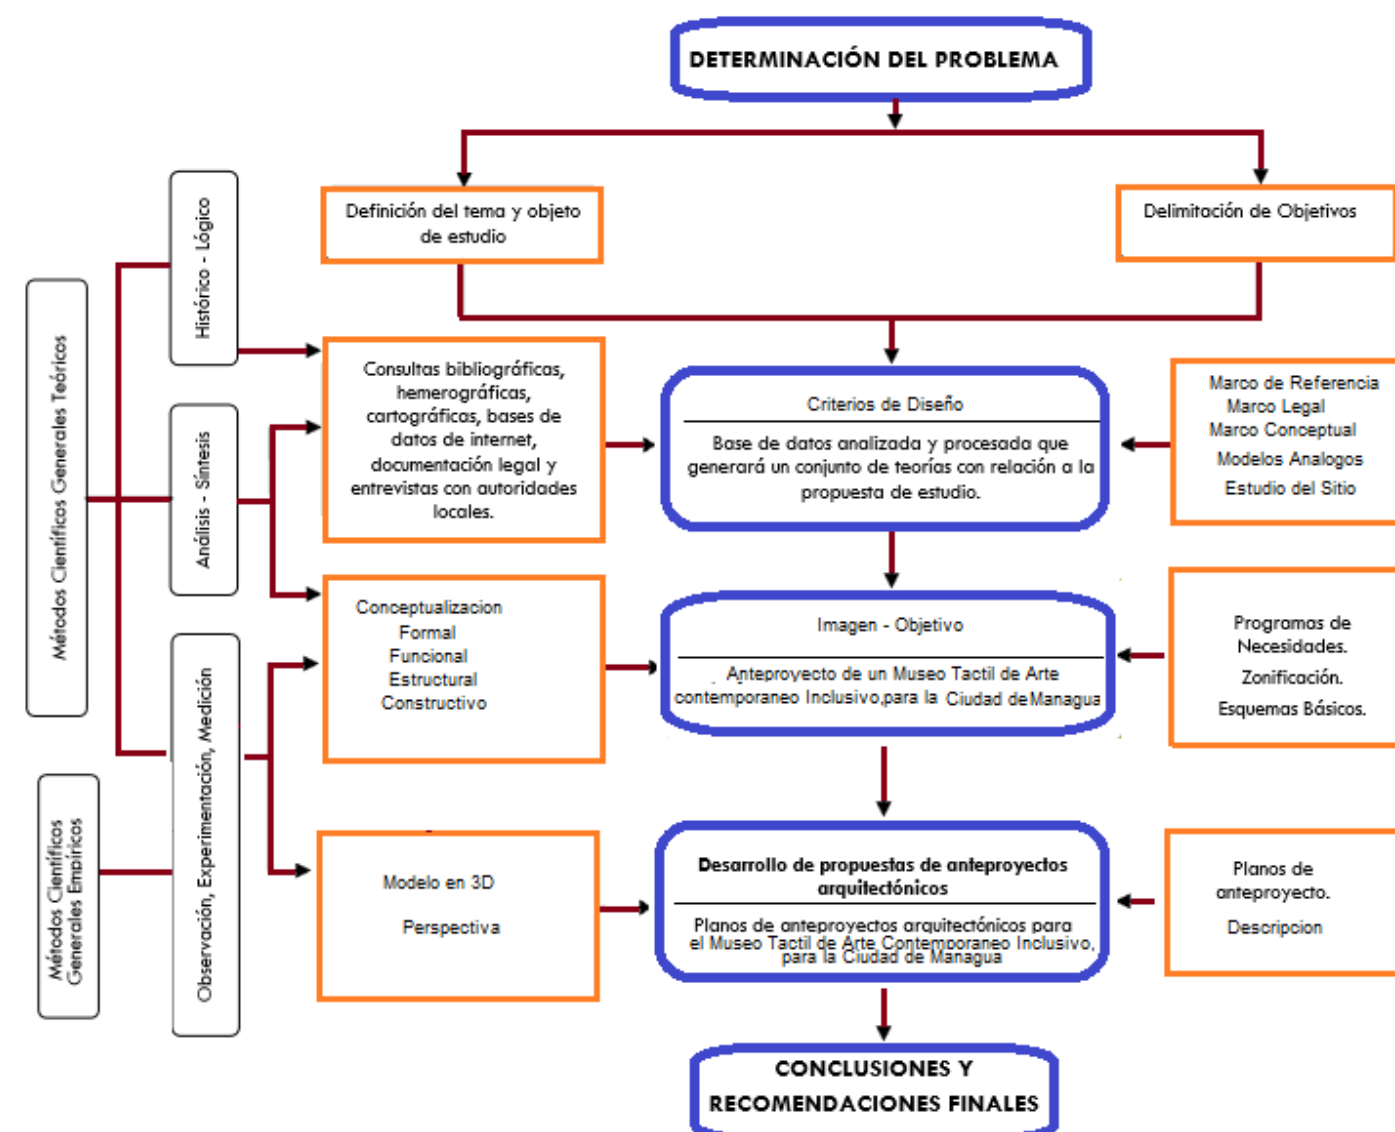 DETERMINACIÓN DEL PROBLEMA
Definición del tema y objeto
de estudio
Delimitación de Objetivos
Métodos Científicos Generales Teóricos
Histórico - Lógico
Análisis - Síntesis
Métodos Científicos
Generales Empíricos
Observación, Experimentación, Medición
Consultas bibliográficas,
hemerográficas,
cartográficas, bases de
datos de internet,
documentación legal y
entrevistas con autoridades
locales.
Criterios de Diseño
Base de datos analizada y procesada que
generará un conjunto de teorías con relación a la
propuesta de estudio.
Marco de Referencia
Marco Legal
Marco Conceptual
Modelos Analogos
Estudio del Sitio
Conceptualizacion
Formal
Funcional
Estructural
Constructivo
Imagen - Objetivo
Anteproyecto de un Museo Tactil de Arte
contemporaneo Inclusivo,para la Ciudad de Managua
Programas de
Necesidades.
Zonificación.
Esquemas Básicos.
Modelo en 3D
Perspectiva
Desarrollo de propuestas de anteproyectos
arquitectónicos
Planos de anteproyectos arquitectónicos para
el Museo Tactil de Arte Contemporaneo Inclusivo,
para la Ciudad de Managua
Planos de
anteproyecto.
Descripcion
CONCLUSIONES Y
RECOMENDACIONES FINALES